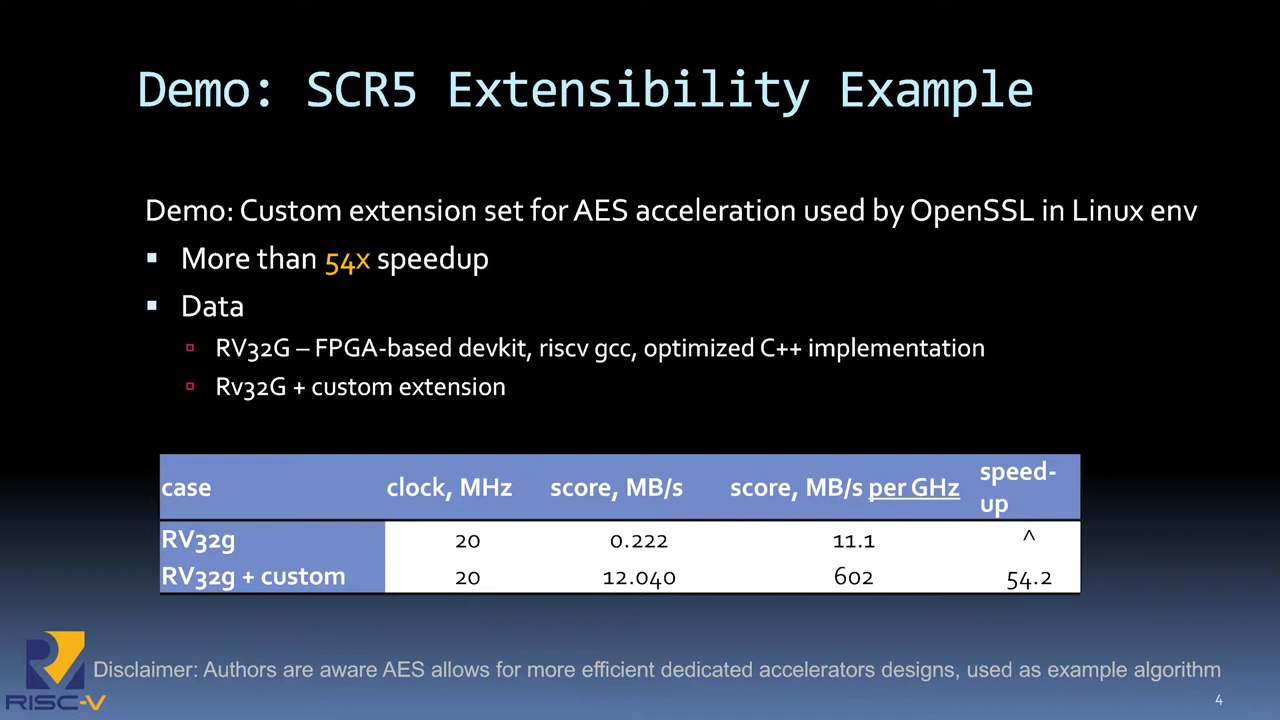 Demo: SCR5 Extensibility Example
Demo: Custom extension set for AES acceleration used by OpenSSL in Linux env
▪ More than 54x speedup
▪ Data
▫ RV32G – FPGA-based devkit, riscv gcc, optimized C++ implementation
▫ Rv32G + custom extension
case clock, MHz score, MB/s score, MB/s per GHz speed-
up
RV32g 20 0.222 11.1 ^
RV32g + custom 20 12.040 602 54.2
Disclaimer: Authors are aware AES allows for more efficient dedicated accelerators designs, used as example algorithm
RISC-V
4